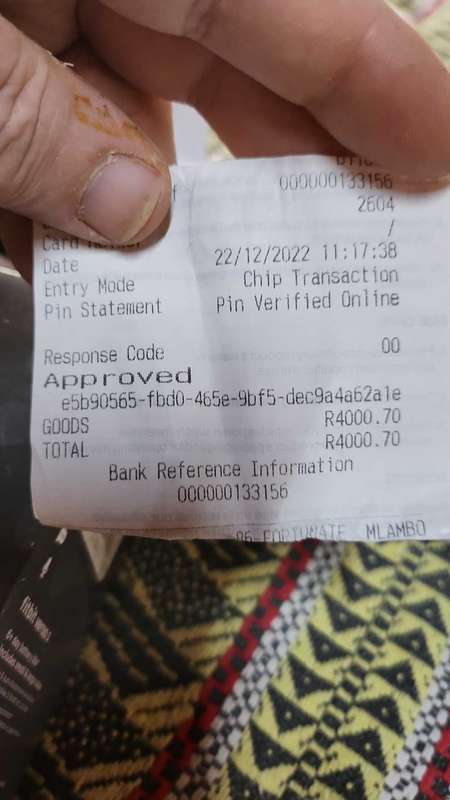 000000133156
2604
/
Date 22/12/2022 11:17:38
Entry Mode Chip Transaction
Pin Statement Pin Verified Online
Response Code 00
Approved
e5b90565-fbd0-465e-9bf5-dec9a4a62a1e
GOODS R4000.70
TOTAL R4000.70
Bank Reference Information
000000133156
FORTUNATE MLAMBO
fitbit